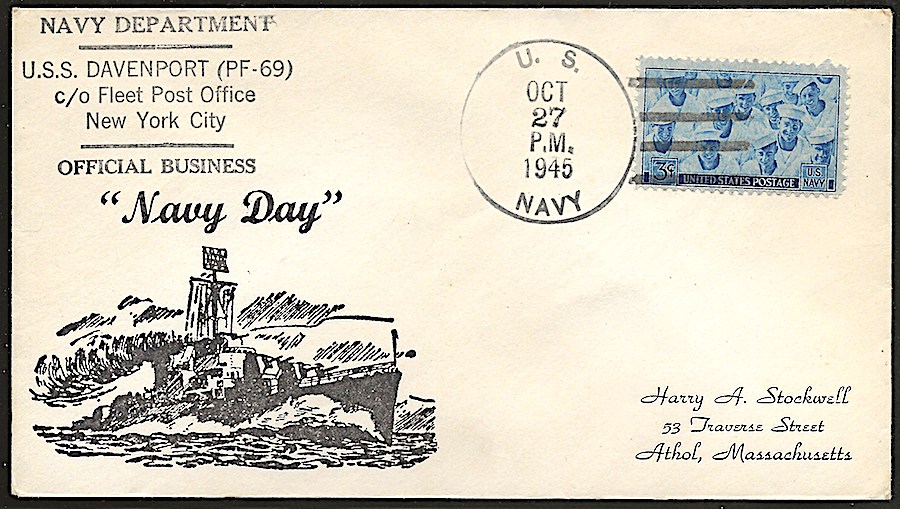 NAVY DEPARTMENT
U.S.S. DAVENPORT (PF-69)
c/o Fleet Post Office
New York City
OFFICIAL BUSINESS
"Navy Day"
U. S.
OCT
27
P.M.
1945
NAVY
3¢
UNITED STATES POSTAGE
U S
NAVY
Harry A. Stockwell
53 Traverse Street
Athol, Massachusetts